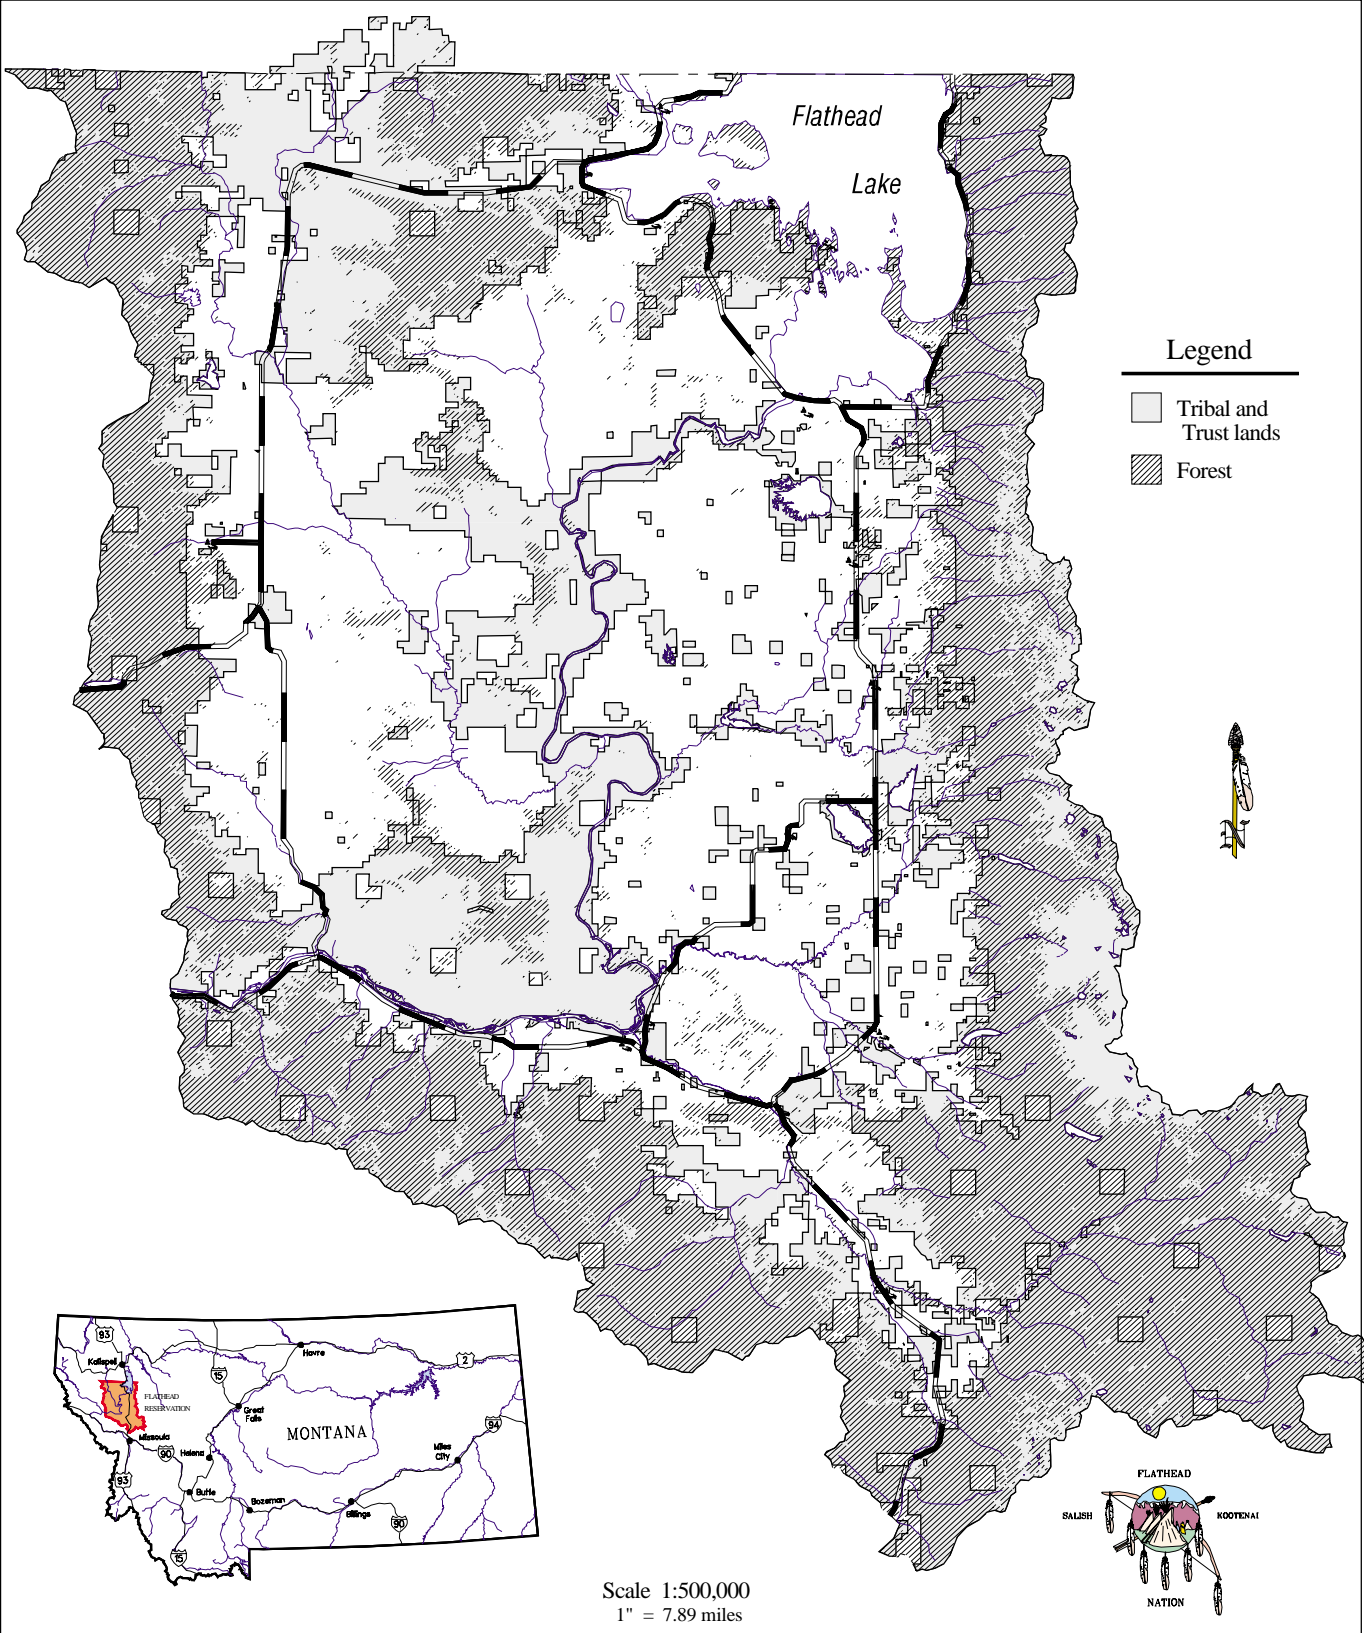 Flathead
Lake
Legend
Tribal and
Trust lands
Forest
93
Kalispell
Havre
2
15
FLATHEAD
RESERVATION
Great
Falls
MONTANA
94
Missoula
90
Helena
Miles
City
93
Butte
Bozeman
Billings
90
15
Scale 1:500,000
1" = 7.89 miles
FLATHEAD
SALISH
KOOTENAI
NATION